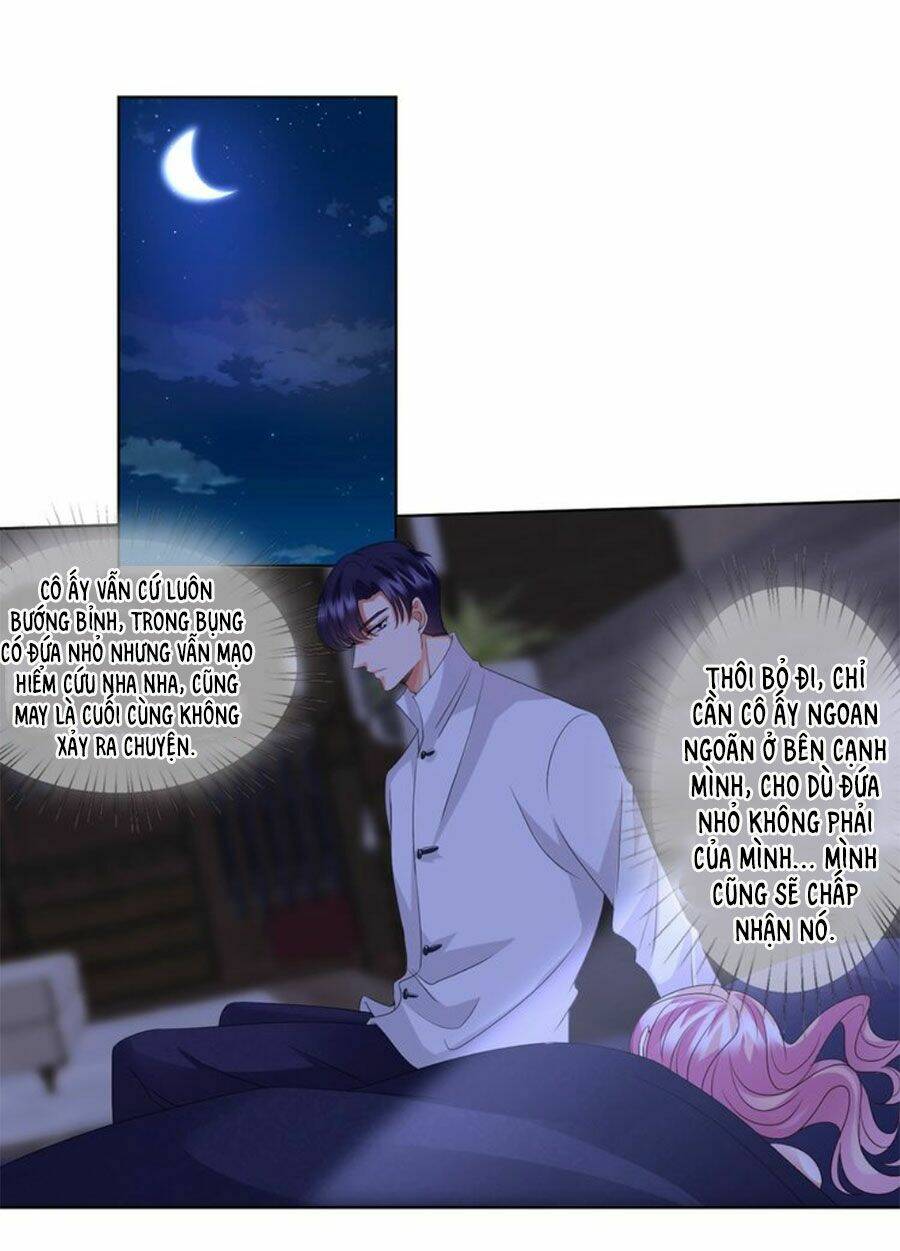 CÔ ẤY VẪN CỨ LUÔN
BƯỚNG BỈNH, TRONG BỤNG
CÓ ĐỨA NHỎ NHƯNG VẪN MẠO
HIỂM CỨU NHA NHA, CŨNG
MAY LÀ CUỐI CÙNG KHÔNG
XẢY RA CHUYỆN.
THÔI BỎ ĐI, CHỈ
CẦN CÔ ẤY NGOAN
NGOÃN Ở BÊN CẠNH
MÌNH, CHO DÙ ĐỨA
NHỎ KHÔNG PHẢI
CỦA MÌNH... MÌNH
CŨNG SẼ CHẤP
NHẬN NÓ.